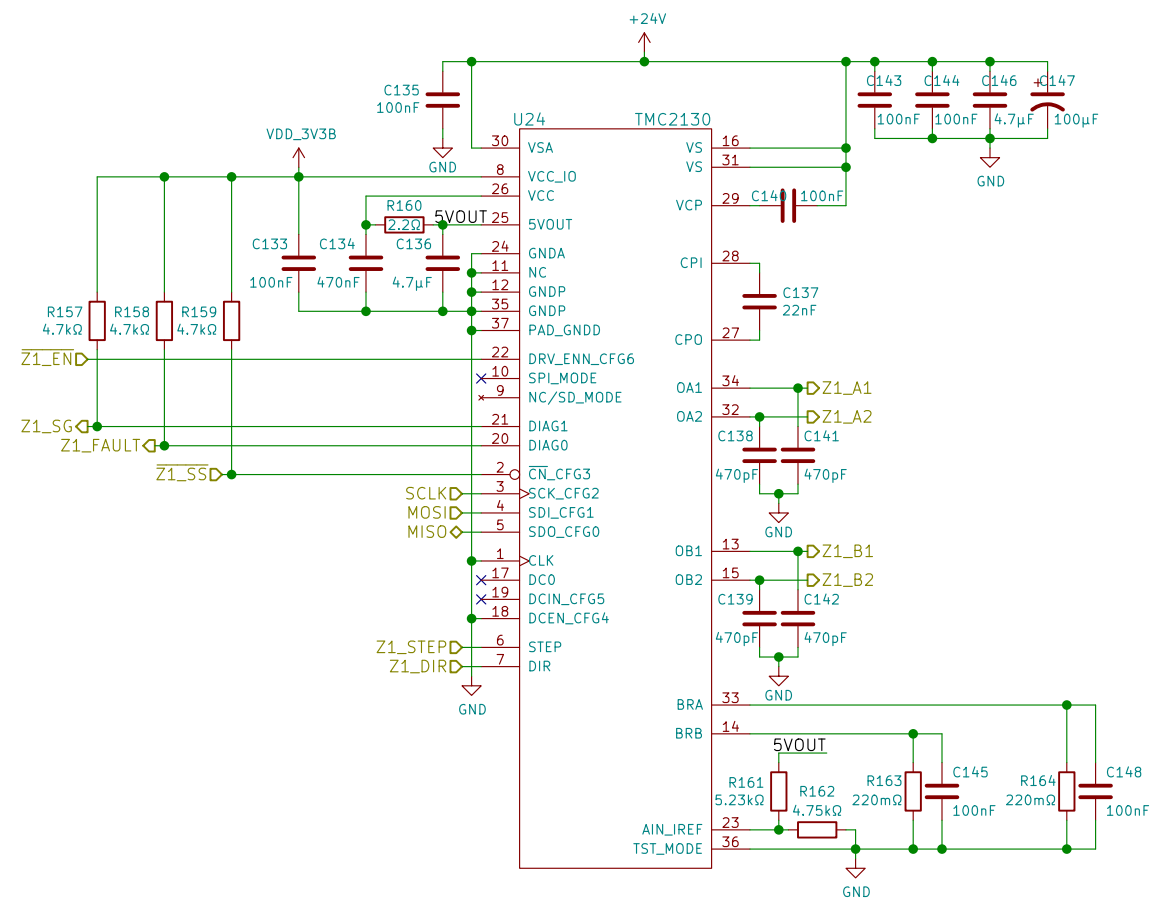 +24V
C135
100nF
C143
100nF
C144
100nF
C146
4.7µF
+
C147
100µF
GND
GND
U24
TMC2130
VDD_3V3B
30 VSA
8 VCC_IO
26 VCC
25 5VOUT
24 GNDA
11 NC
12 GNDP
35 GNDP
37 PAD_GNDD
22 DRV_ENN_CFG6
10 SPI_MODE
9 NC/SD_MODE
21 DIAG1
20 DIAG0
2 CN_CFG3
3 SCK_CFG2
4 SDI_CFG1
5 SDO_CFG0
1 CLK
17 DCO
19 DCIN_CFG5
18 DCEN_CFG4
6 STEP
7 DIR
R160
2.2Ω
5VOUT
C133
100nF
C134
470nF
C136
4.7µF
R157
4.7kΩ
R158
4.7kΩ
R159
4.7kΩ
Z1_EN
Z1_SG
Z1_FAULT
Z1_SS
SCLK
MOSI
MISO
Z1_STEP
Z1_DIR
GND
VS 16
VS 31
VCP 29
C140
100nF
CPI 28
C137
22nF
CPO 27
OA1 34
Z1_A1
OA2 32
Z1_A2
C138
470pF
C141
470pF
GND
OB1 13
Z1_B1
OB2 15
Z1_B2
C139
470pF
C142
470pF
GND
BRA 33
BRB 14
5VOUT
R161
5.23kΩ
R162
4.75kΩ
R163
220mΩ
C145
100nF
R164
220mΩ
C148
100nF
AIN_IREF 23
TST_MODE 36
GND